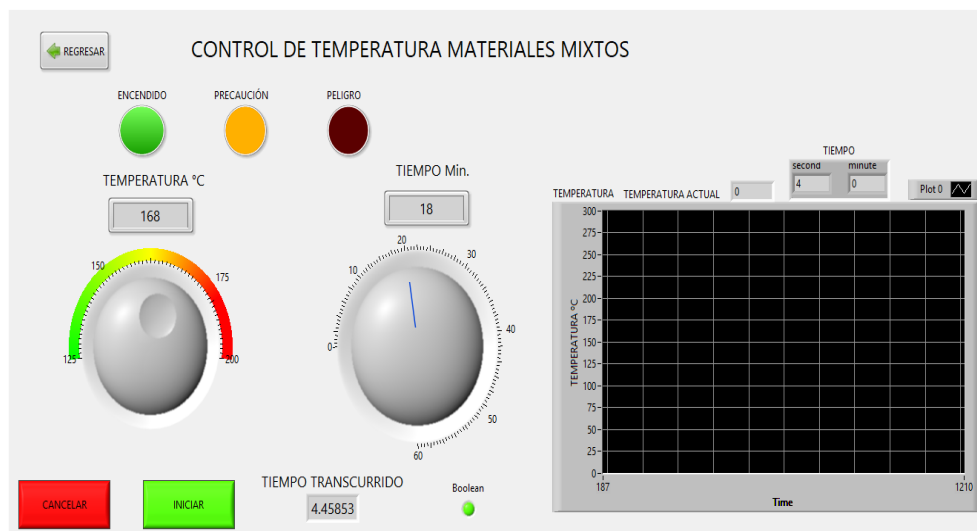 REGRESAR
CONTROL DE TEMPERATURA MATERIALES MIXTOS
ENCENDIDO
PRECAUCIÓN
PELIGRO
TEMPERATURA °C
168
125
150
175
200
TIEMPO Min.
18
0
10
20
30
40
50
60
TIEMPO
second
minute
4
0
TEMPERATURA
TEMPERATURA ACTUAL
0
Plot 0
TEMPERATURA °C
300
275
250
225
200
175
150
125
100
75
50
25
0
187
1210
Time
CANCELAR
INICIAR
TIEMPO TRANSCURRIDO
4.45853
Boolean